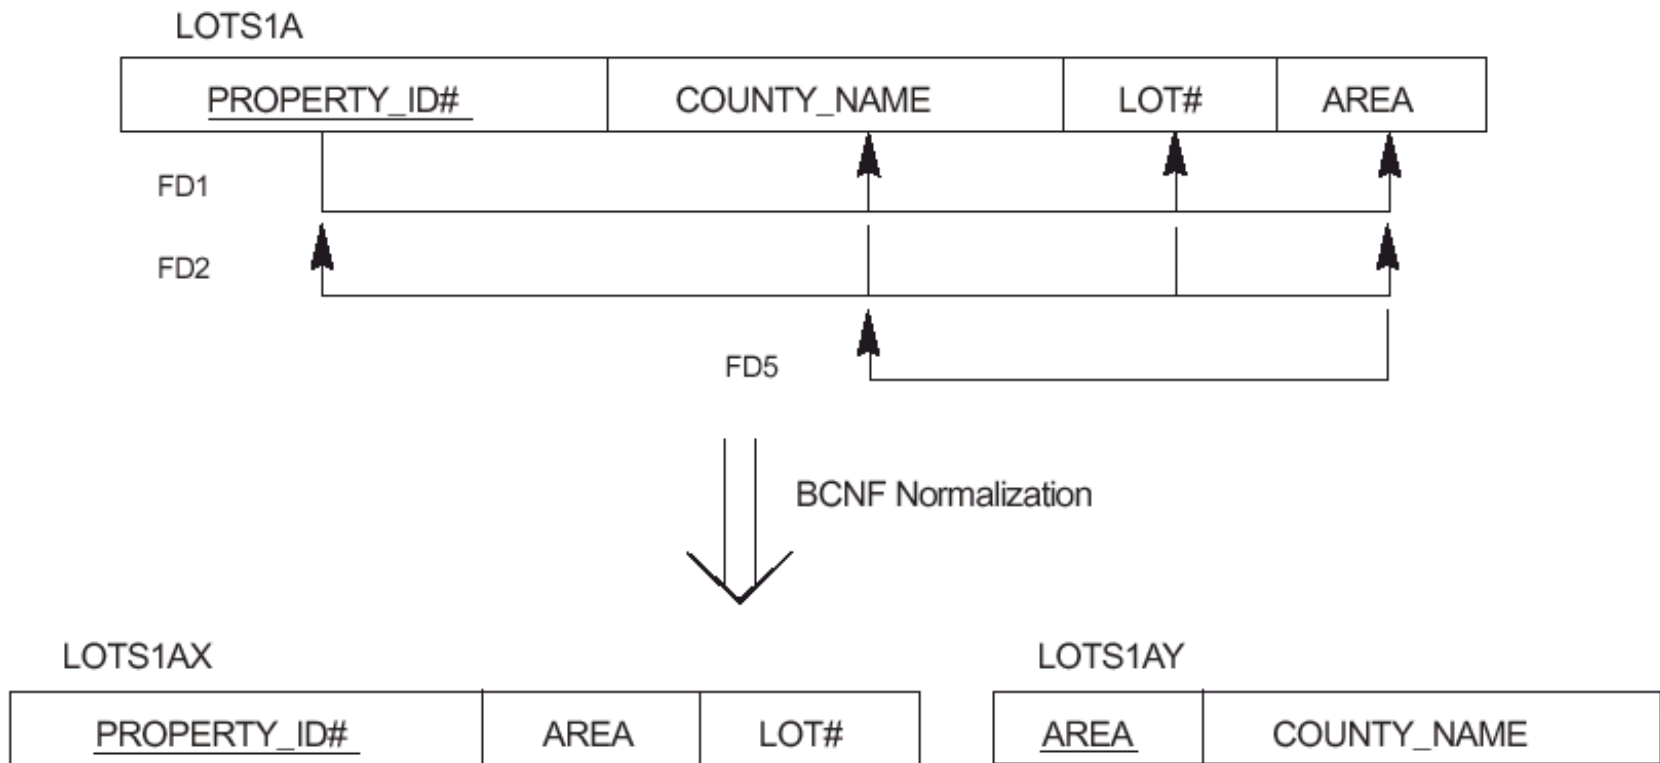 LOTS1A
PROPERTY_ID# COUNTY_NAME LOT# AREA
FD1
FD2
FD5
BCNF Normalization
LOTS1AX LOTS1AY
PROPERTY_ID# AREA LOT# AREA COUNTY_NAME